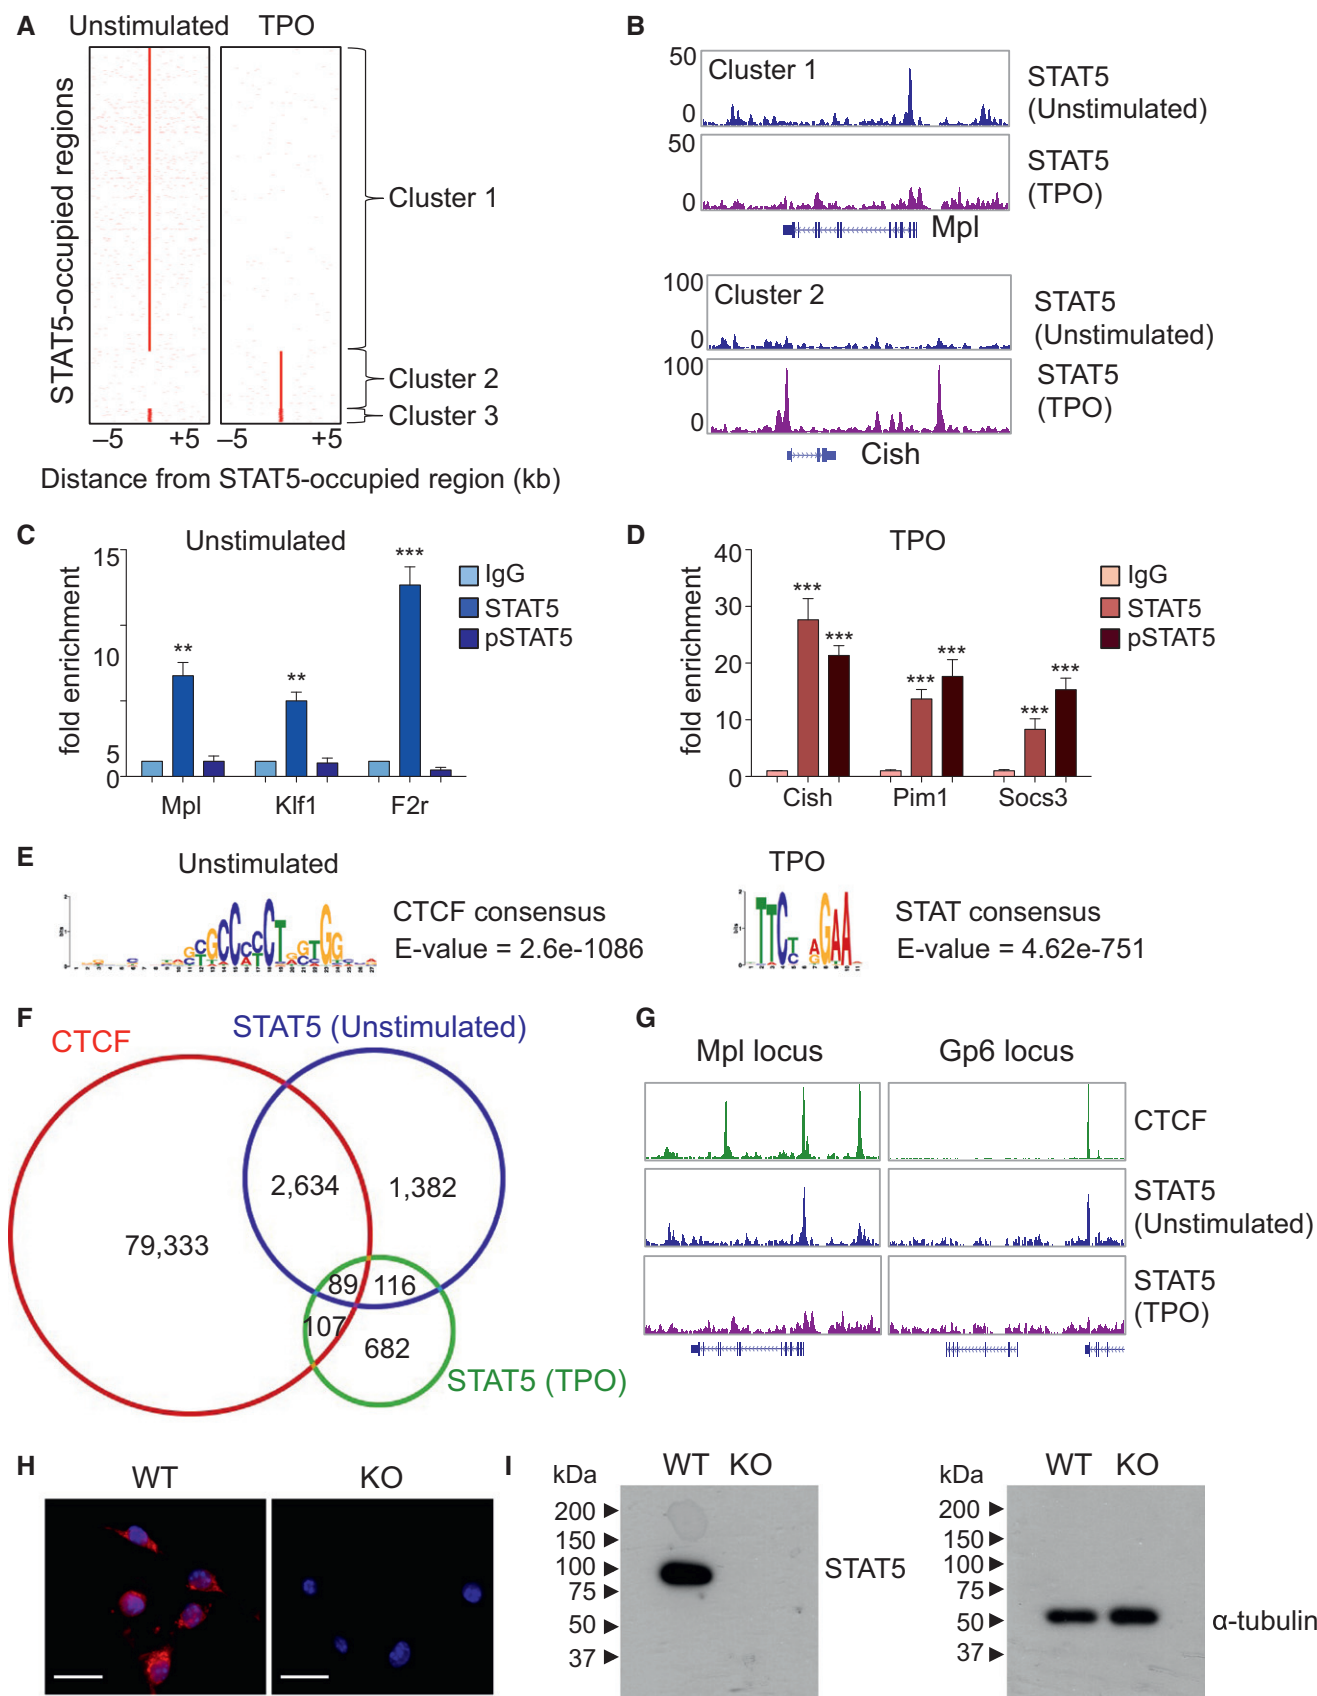 A
Unstimulated
TPO
STAT5-occupied regions
Cluster 1
Cluster 2
Cluster 3
–5
+5
–5
+5
Distance from STAT5-occupied region (kb)
B
50
0
Cluster 1
STAT5
(Unstimulated)
50
0
STAT5
(TPO)
Mpl
100
0
Cluster 2
STAT5
(Unstimulated)
100
0
STAT5
(TPO)
Cish
C
Unstimulated
fold enrichment
15
10
5
0
**
**
***
IgG
STAT5
pSTAT5
Mpl
Klf1
F2r
D
TPO
fold enrichment
40
30
20
10
0
***
***
***
***
***
***
IgG
STAT5
pSTAT5
Cish
Pim1
Socs3
E
Unstimulated
CTCF consensus
E-value = 2.6e-1086
TPO
STAT consensus
E-value = 4.62e-751
F
CTCF
STAT5 (Unstimulated)
2,634
1,382
79,333
89
116
107
682
STAT5 (TPO)
G
Mpl locus
Gp6 locus
CTCF
STAT5
(Unstimulated)
STAT5
(TPO)
H
WT
KO
I
kDa
WT
KO
200
150
100
75
50
37
STAT5
kDa
WT
KO
200
150
100
75
50
37
α-tubulin